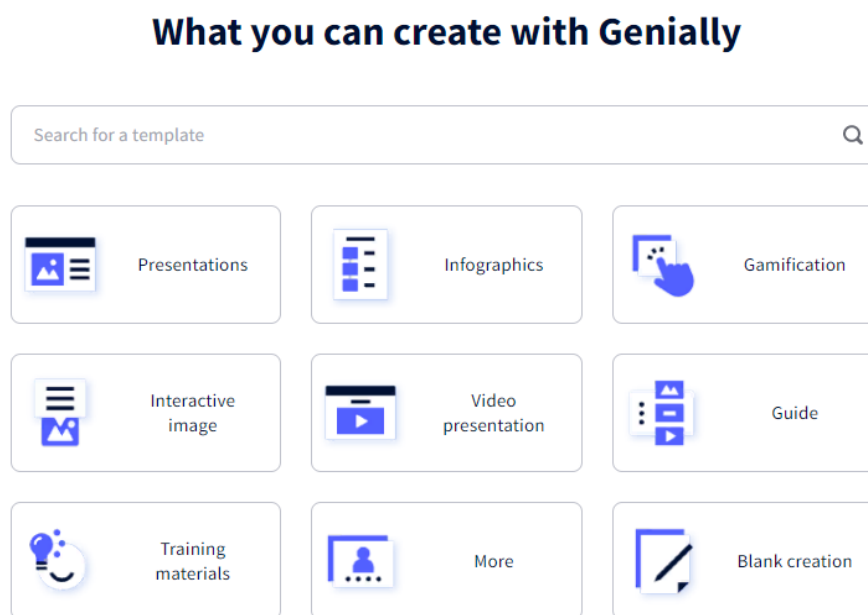 What you can create with Genially
Search for a template
Presentations
Infographics
Gamification
Interactive
image
Video
presentation
Guide
Training
materials
More
Blank creation